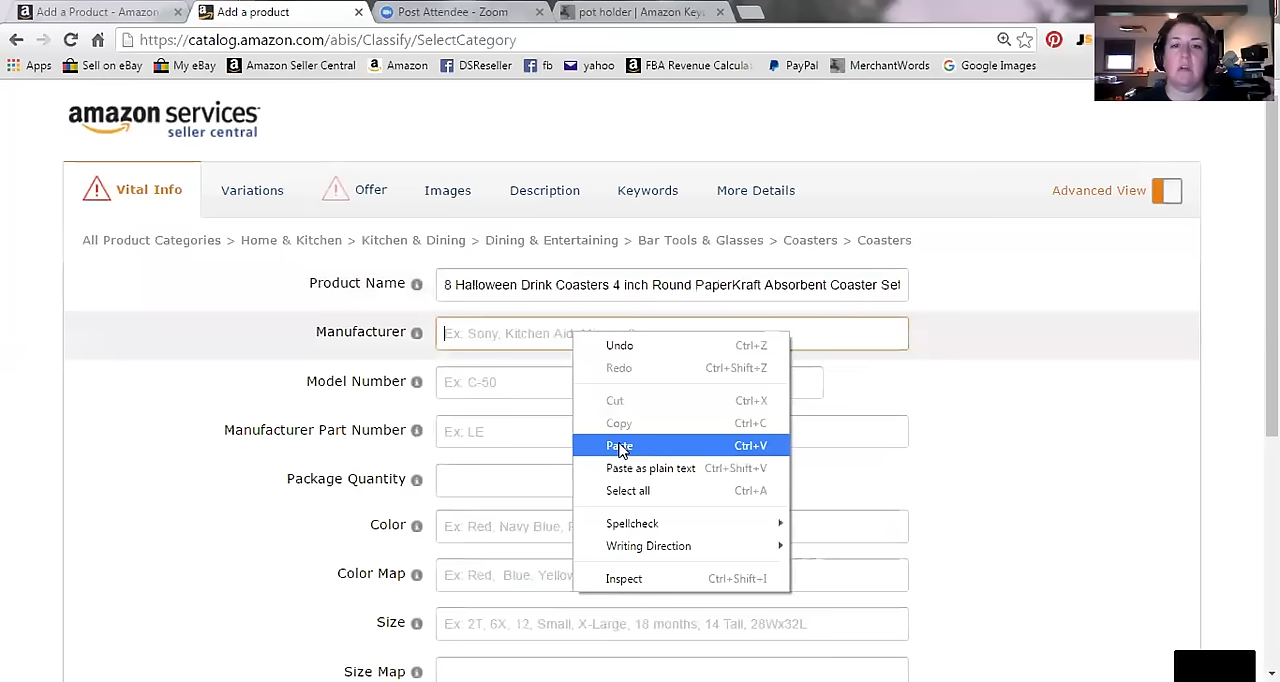 Add a Product - Amazon
Add a product
Post Attendee - Zoom
pot holder | Amazon Key
https://catalog.amazon.com/abis/Classify/SelectCategory
Apps Sell on eBay My eBay Amazon Seller Central Amazon DSRseller fb yahoo FBA Revenue Calcula PayPal MerchantWords Google Images
amazon services
seller central
Vital Info Variations Offer Images Description Keywords More Details Advanced View
All Product Categories > Home & Kitchen > Kitchen & Dining > Dining & Entertaining > Bar Tools & Glasses > Coasters > Coasters
Product Name 8 Halloween Drink Coasters 4 inch Round PaperKraft Absorbent Coaster Set
Manufacturer Ex: Sony, Kitchen Aid,
Undo Ctrl+Z
Redo Ctrl+Shift+Z
Model Number Ex: C-50
Cut Ctrl+X
Copy Ctrl+C
Manufacturer Part Number Ex: LE
Paste Ctrl+V
Paste as plain text Ctrl+Shift+V
Package Quantity
Select all Ctrl+A
Color Ex: Red, Navy Blue,
Spellcheck
Writing Direction
Color Map Ex: Red, Blue, Yellow
Inspect Ctrl+Shift+I
Size Ex: 2T, 6X, 12, Small, X-Large, 18 months, 14 Tall, 28Wx32L
Size Map